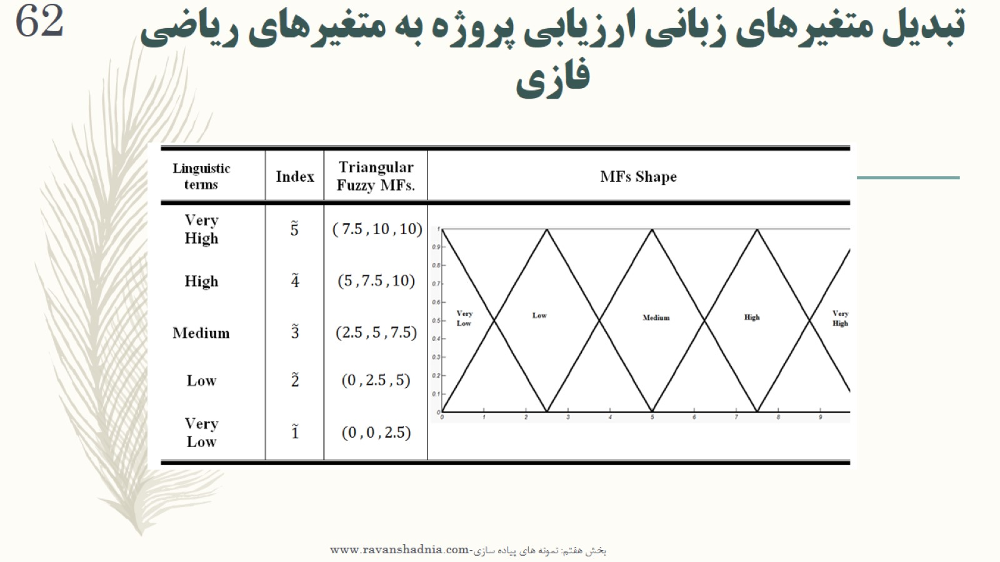 62
تبدیل متغیرهای زبانی ارزیابی پروژه به متغیرهای ریاضی
فازی
Linguistic terms | Index | Triangular Fuzzy MFs. | MFs Shape
Very High | 5̃ | ( 7.5 , 10 , 10)
High | 4̃ | (5 , 7.5 , 10)
Medium | 3̃ | (2.5 , 5 , 7.5)
Low | 2̃ | (0 , 2.5 , 5)
Very Low | 1̃ | (0 , 0 , 2.5)
1
0.9
0.8
0.7
0.6
0.5
0.4
0.3
0.2
0.1
0
Very Low
Low
Medium
High
Very High
0 1 2 3 4 5 6 7 8 9
بخش هفتم: نمونه های پیاده سازی-www.ravanshadnia.com